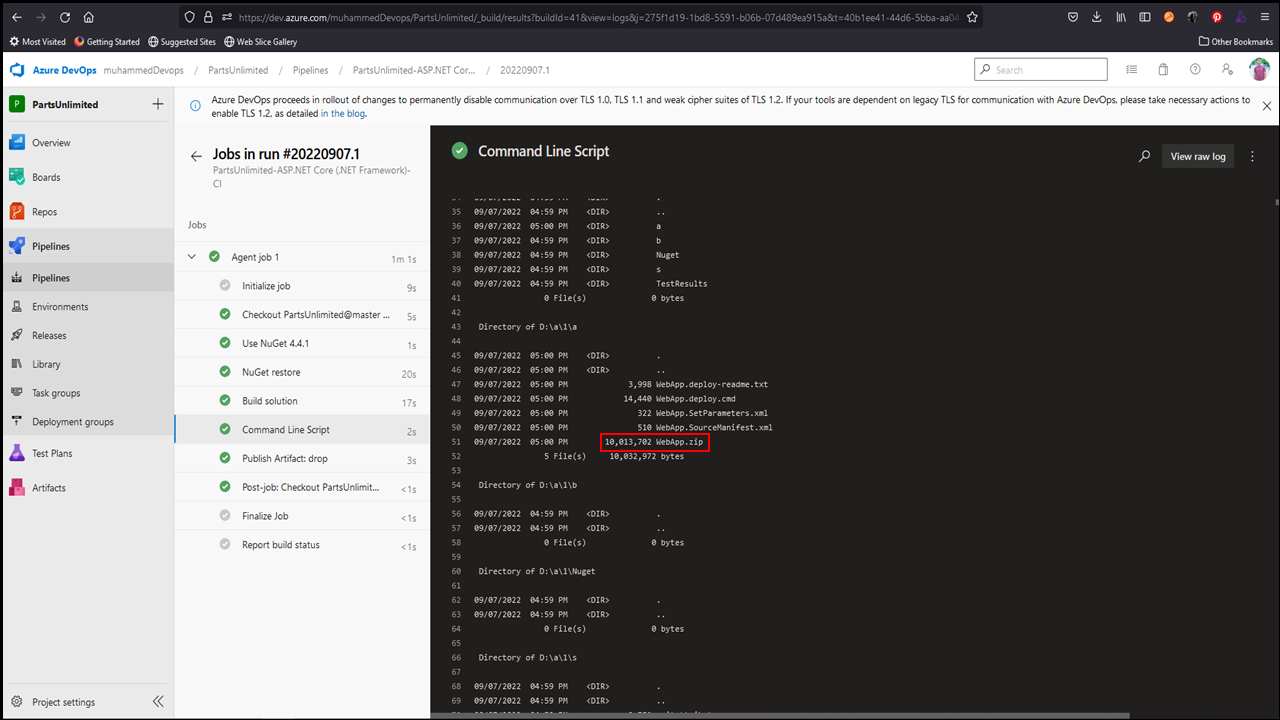 https://dev.azure.com/muhammedDevops/PartsUnlimited/_build/results?buildId=41&view=logs&j=275f1d19-1bd8-5591-b06b-07d489ea915a&t=40b1ee41-44d6-5bba-aa04
Most Visited Getting Started Suggested Sites Web Slice Gallery Other Bookmarks
Azure DevOps muhammedDevops / PartsUnlimited / Pipelines / PartsUnlimited-ASP.NET Cor... / 20220907.1 Search
P PartsUnlimited
Azure DevOps proceeds in rollout of changes to permanently disable communication over TLS 1.0, TLS 1.1 and weak cipher suites of TLS 1.2. If your tools are dependent on legacy TLS for communication with Azure DevOps, please take necessary actions to
enable TLS 1.2, as detailed in the blog.
Overview
Boards
Repos
Pipelines
Pipelines
Environments
Releases
Library
Task groups
Deployment groups
Test Plans
Artifacts
Project settings
Jobs in run #20220907.1
PartsUnlimited-ASP.NET Core (.NET Framework)-
CI
Jobs
Agent job 1 1m 1s
Initialize job 9s
Checkout PartsUnlimited@master ... 5s
Use NuGet 4.4.1 1s
NuGet restore 20s
Build solution 17s
Command Line Script 2s
Publish Artifact: drop 3s
Post-job: Checkout PartsUnlimit... <1s
Finalize Job <1s
Report build status <1s
Command Line Script
View raw log
34 09/07/2022 04:59 PM <DIR> .
35 09/07/2022 04:59 PM <DIR> ..
36 09/07/2022 05:00 PM <DIR> a
37 09/07/2022 04:59 PM <DIR> b
38 09/07/2022 04:59 PM <DIR> Nuget
39 09/07/2022 04:59 PM <DIR> s
40 09/07/2022 04:59 PM <DIR> TestResults
41 0 File(s) 0 bytes
42
43 Directory of D:\a\1\a
44
45 09/07/2022 05:00 PM <DIR> .
46 09/07/2022 05:00 PM <DIR> ..
47 09/07/2022 05:00 PM 3,998 WebApp.deploy-readme.txt
48 09/07/2022 05:00 PM 14,440 WebApp.deploy.cmd
49 09/07/2022 05:00 PM 322 WebApp.SetParameters.xml
50 09/07/2022 05:00 PM 510 WebApp.SourceManifest.xml
51 09/07/2022 05:00 PM 10,013,702 WebApp.zip
52 5 File(s) 10,032,972 bytes
53
54 Directory of D:\a\1\b
55
56 09/07/2022 04:59 PM <DIR> .
57 09/07/2022 04:59 PM <DIR> ..
58 0 File(s) 0 bytes
59
60 Directory of D:\a\1\Nuget
61
62 09/07/2022 04:59 PM <DIR> .
63 09/07/2022 04:59 PM <DIR> ..
64 0 File(s) 0 bytes
65
66 Directory of D:\a\1\s
67
68 09/07/2022 04:59 PM <DIR> .
69 09/07/2022 04:59 PM <DIR> ..